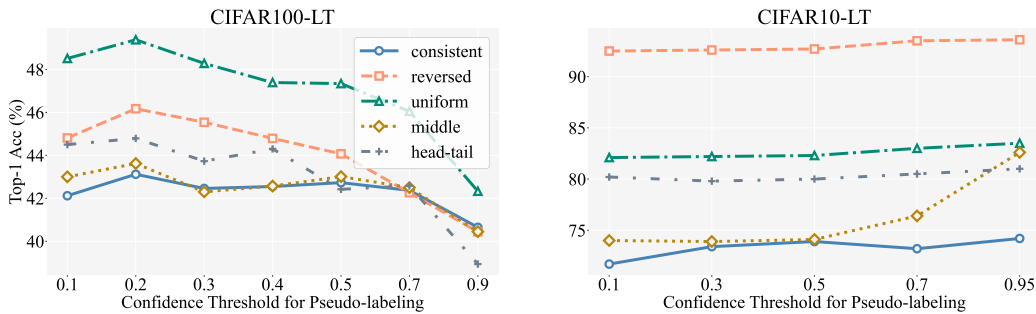 CIFAR100-LT
Top-1 Acc (%)
48
46
44
42
40
consistent
reversed
uniform
middle
head-tail
0.1 0.2 0.3 0.4 0.5 0.7 0.9
Confidence Threshold for Pseudo-labeling
CIFAR10-LT
90
85
80
75
0.1 0.3 0.5 0.7 0.95
Confidence Threshold for Pseudo-labeling